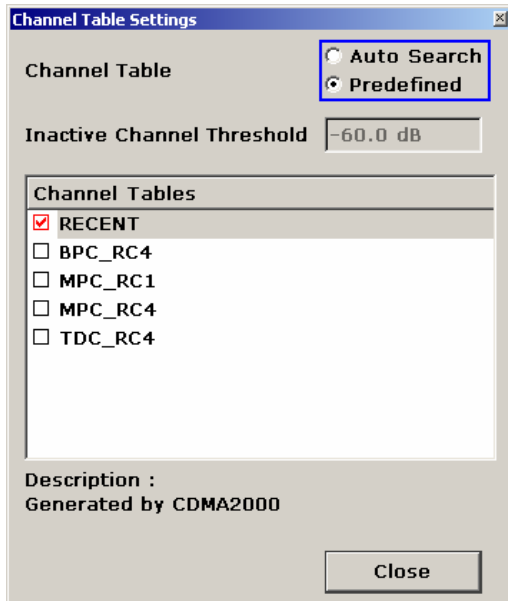 Channel Table Settings
Channel Table
Auto Search
Predefined
Inactive Channel Threshold -60.0 dB
Channel Tables
RECENT
BPC_RC4
MPC_RC1
MPC_RC4
TDC_RC4
Description :
Generated by CDMA2000
Close